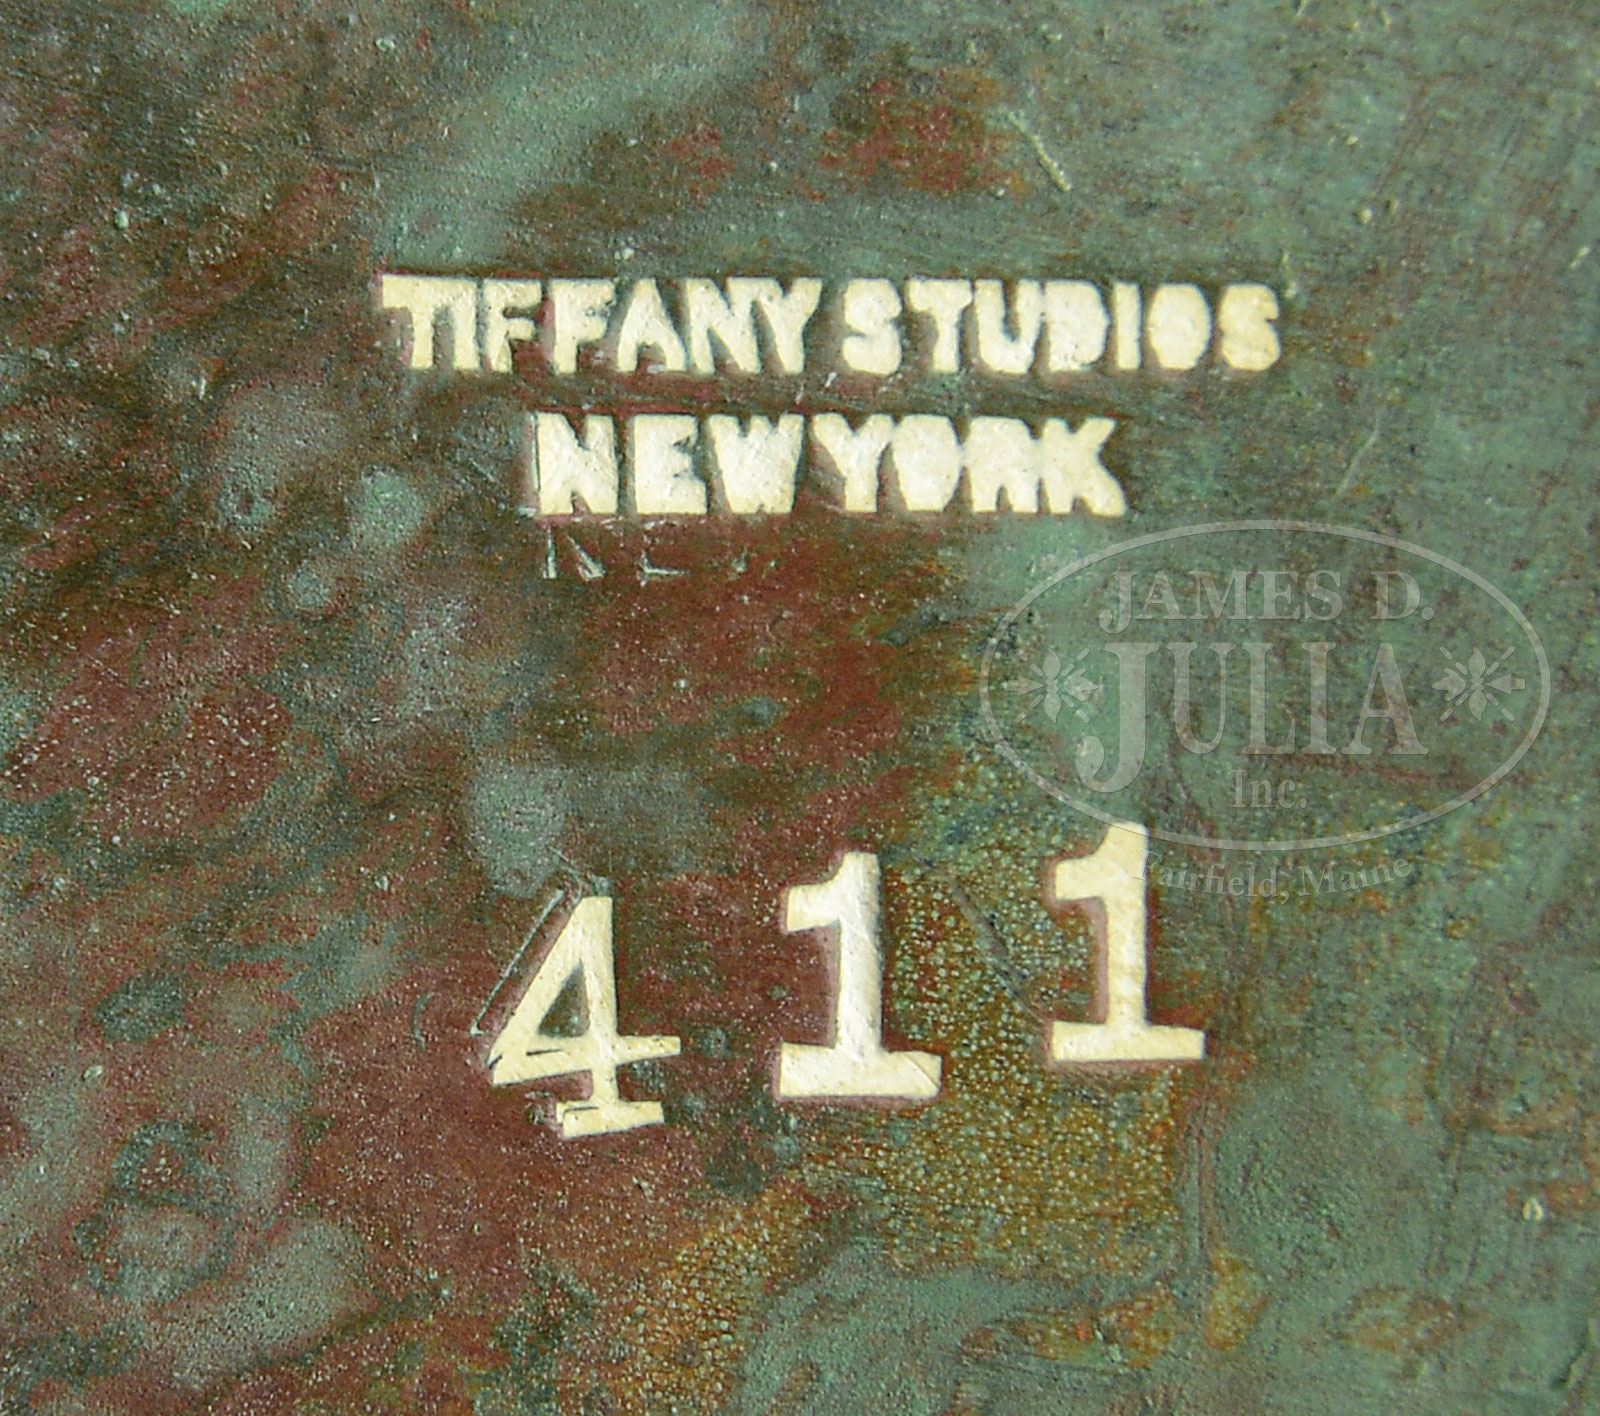 TIFFANY STUDIOS
NEW YORK
JAMES D.
JULIA
Inc.
Fairfield, Maine
411